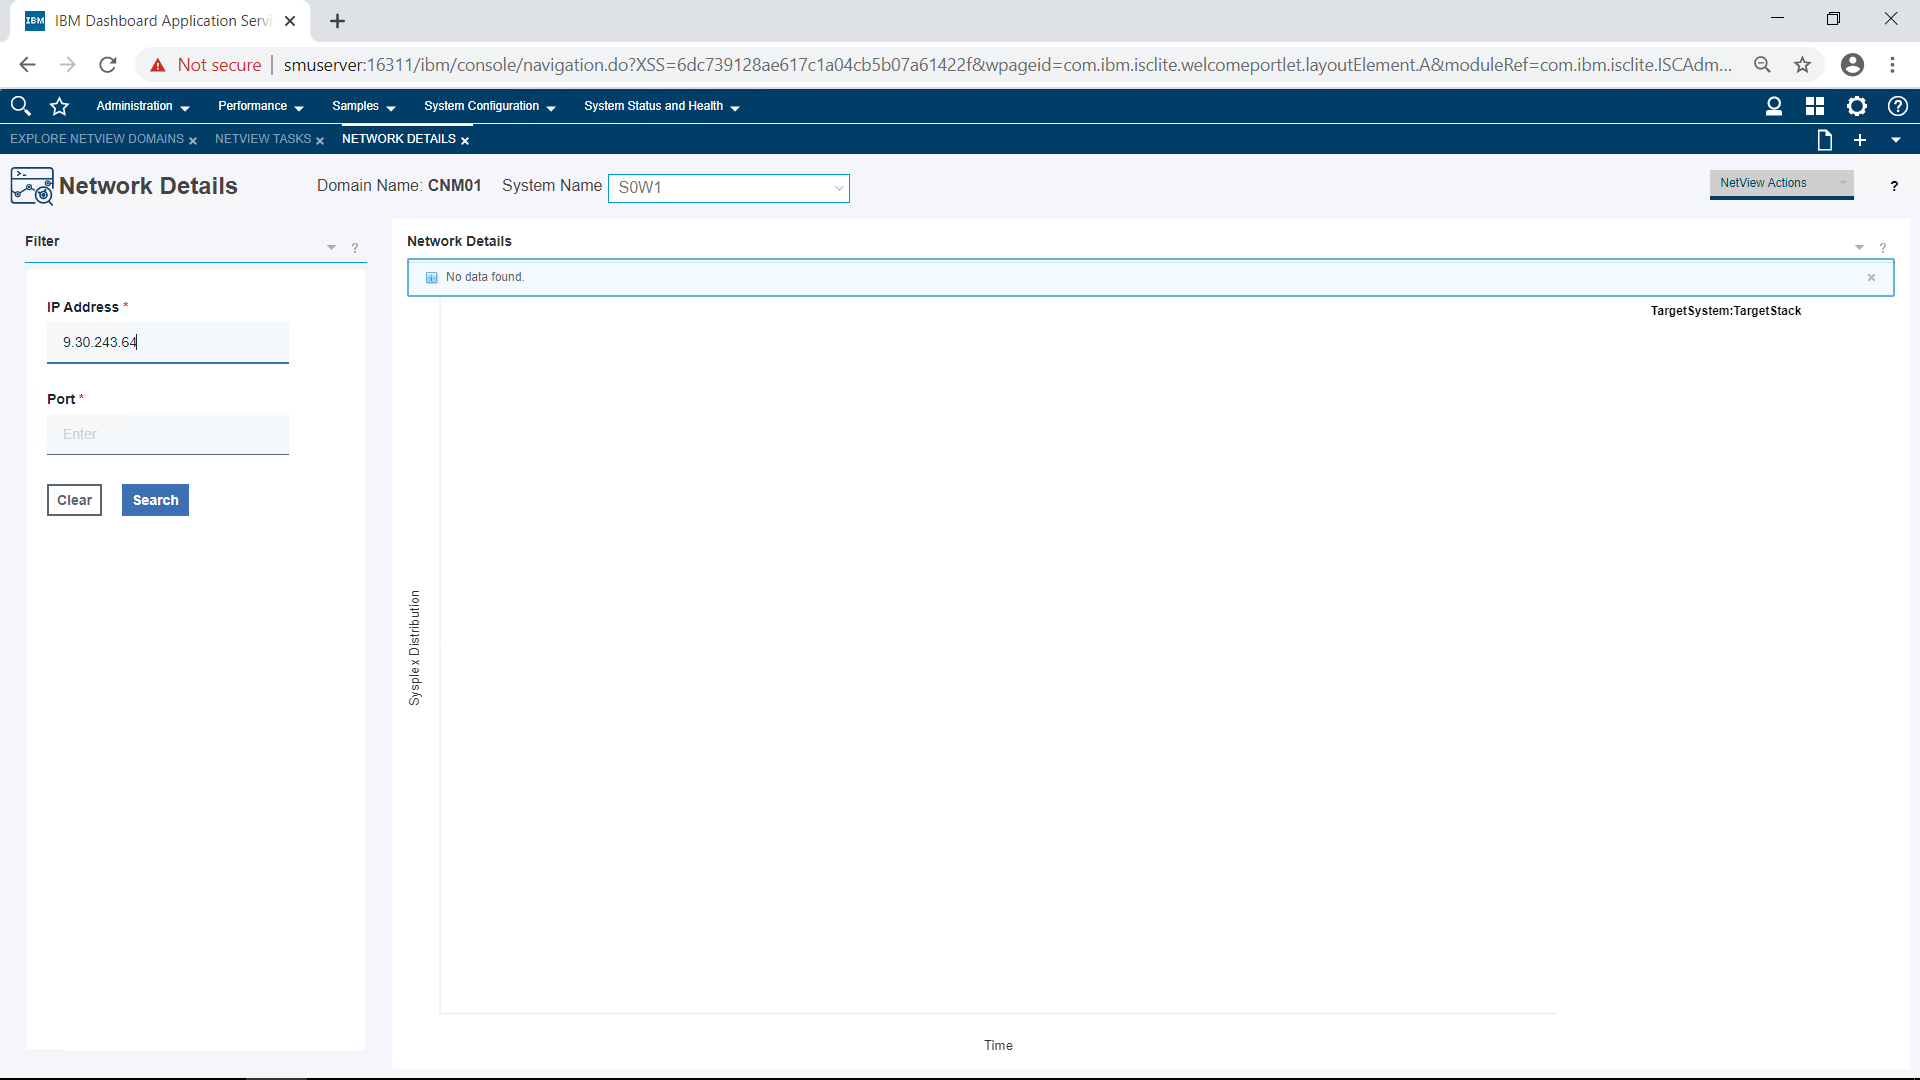 IBM IBM Dashboard Application Servi
Not secure smuserver:16311/ibm/console/navigation.do?XSS=6dc739128ae617c1a04cb5b07a61422f&wpageid=com.ibm.isclite.welcomeportlet.layoutElement.A&moduleRef=com.ibm.isclite.ISCAdm...
Administration Performance Samples System Configuration System Status and Health
EXPLORE NETVIEW DOMAINS NETVIEW TASKS NETWORK DETAILS
Network Details Domain Name: CNM01 System Name S0W1 NetView Actions ?
Filter ?
IP Address *
9.30.243.64
Port *
Enter
Clear Search
Network Details ?
No data found.
TargetSystem:TargetStack
Sysplex Distribution
Time